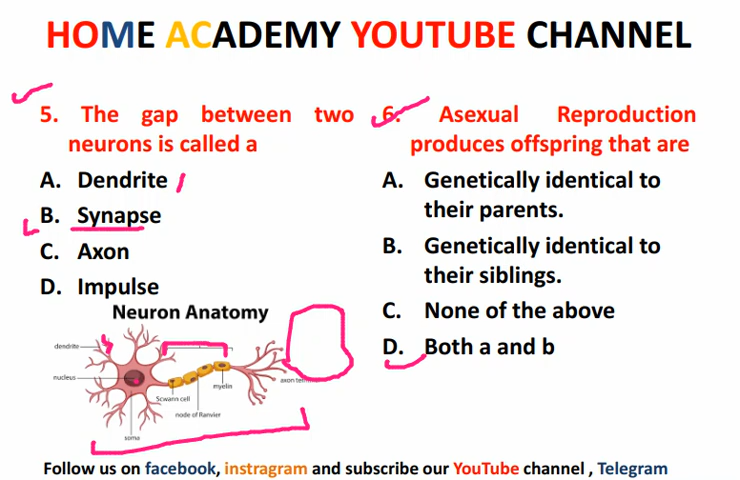 HOME ACADEMY YOUTUBE CHANNEL
5. The gap between two
neurons is called a
A. Dendrite
B. Synapse
C. Axon
D. Impulse
Neuron Anatomy
dendrite
nucleus
Scwann cell
myelin
node of Ranvier
axon
soma
6. Asexual Reproduction
produces offspring that are
A. Genetically identical to
their parents.
B. Genetically identical to
their siblings.
C. None of the above
D. Both a and b
Follow us on facebook, instragram and subscribe our YouTube channel , Telegram